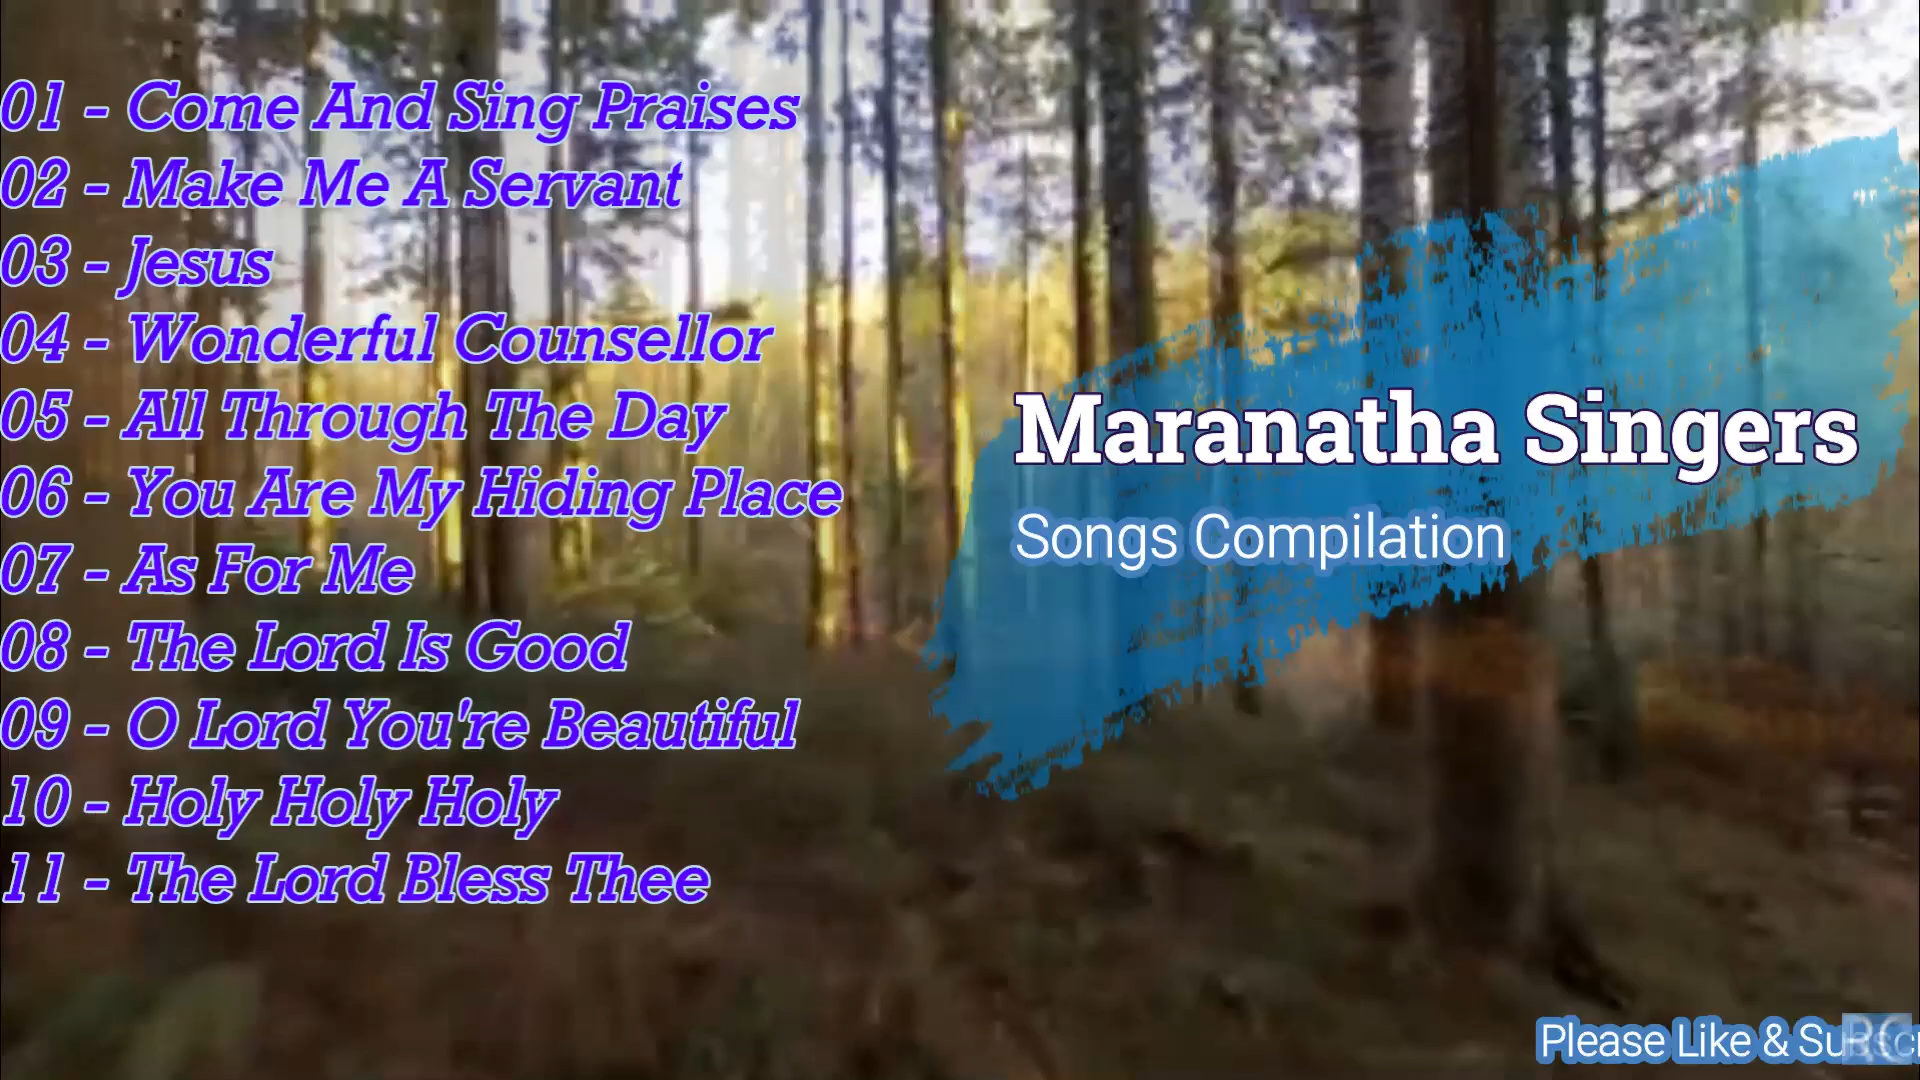 01 - Come And Sing Praises
02 - Make Me A Servant
03 - Jesus
04 - Wonderful Counsellor
05 - All Through The Day
06 - You Are My Hiding Place
07 - As For Me
08 - The Lord Is Good
09 - O Lord You're Beautiful
10 - Holy Holy Holy
11 - The Lord Bless Thee
Maranatha Singers
Songs Compilation
Please Like &